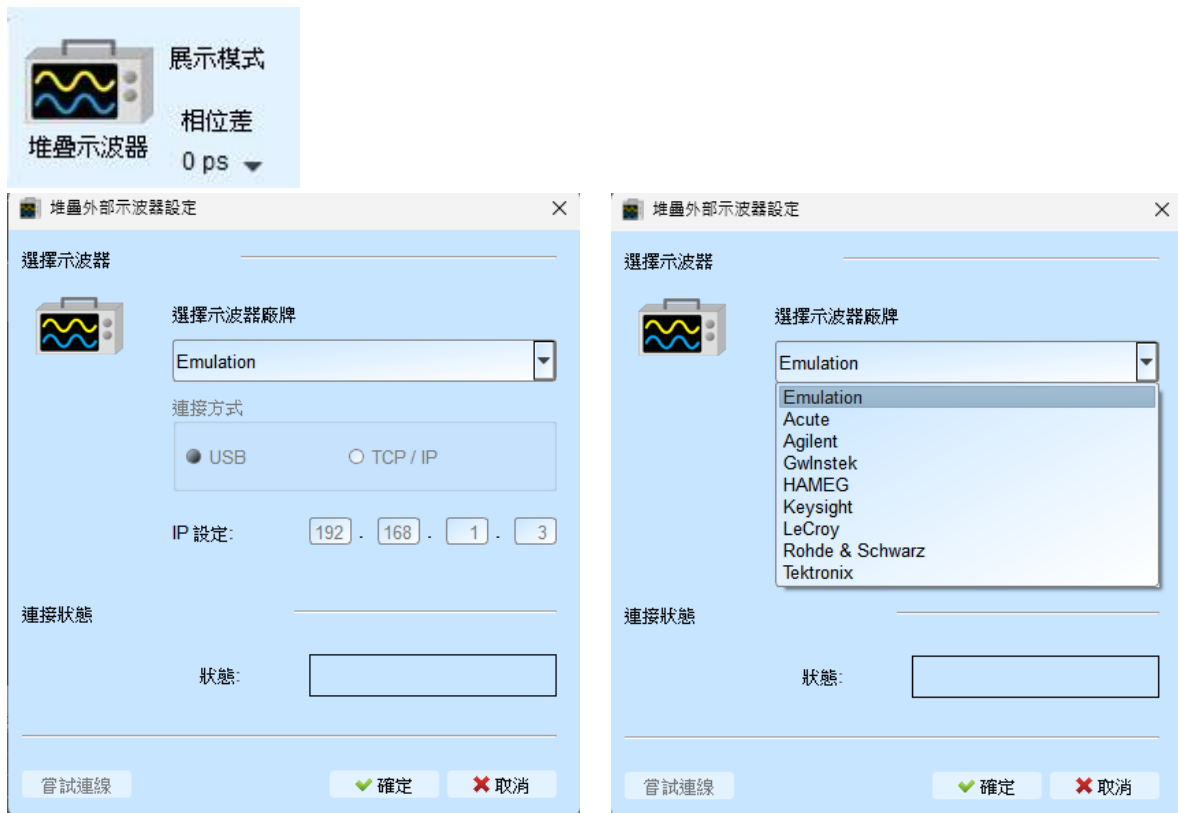 展示模式
相位差
堆疊示波器
0 ps
堆疊外部示波器設定
選擇示波器
選擇示波器廠牌
Emulation
連接方式
USB
TCP / IP
IP 設定:
192 . 168 . 1 . 3
連接狀態
狀態:
嘗試連線
確定
取消
堆疊外部示波器設定
選擇示波器
選擇示波器廠牌
Emulation
Emulation
Acute
Agilent
GwInstek
HAMEG
Keysight
LeCroy
Rohde & Schwarz
Tektronix
連接狀態
狀態:
嘗試連線
確定
取消